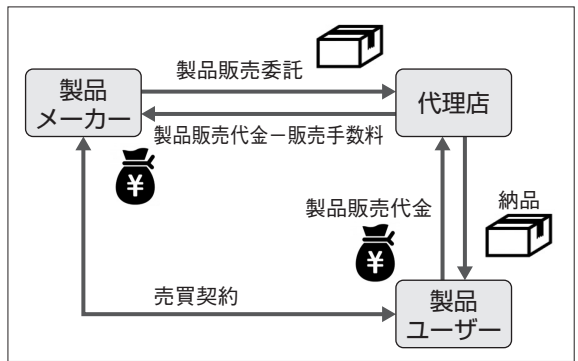 製品販売委託
製品
メーカー
代理店
製品販売代金－販売手数料
¥
製品販売代金
納品
¥
売買契約
製品
ユーザー